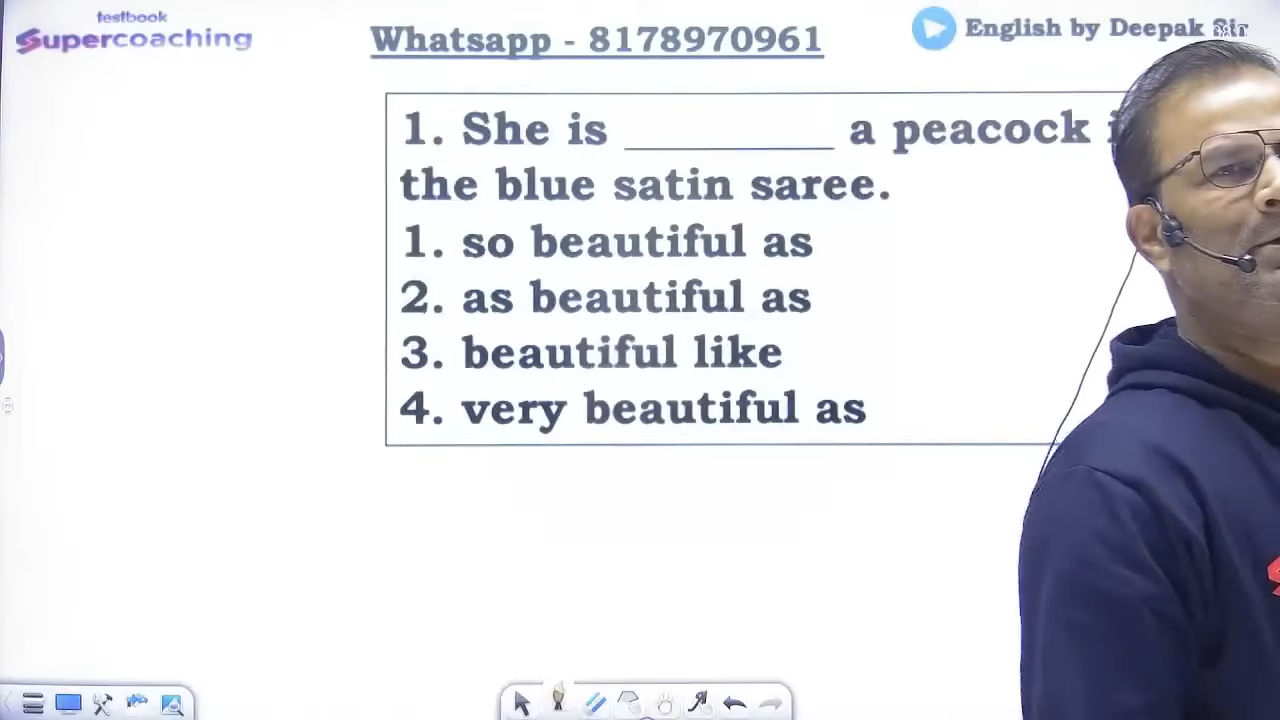 testbook
Supercoaching
Whatsapp - 8178970961
English by Deepak Sir
1. She is __________ a peacock
the blue satin saree.
1. so beautiful as
2. as beautiful as
3. beautiful like
4. very beautiful as